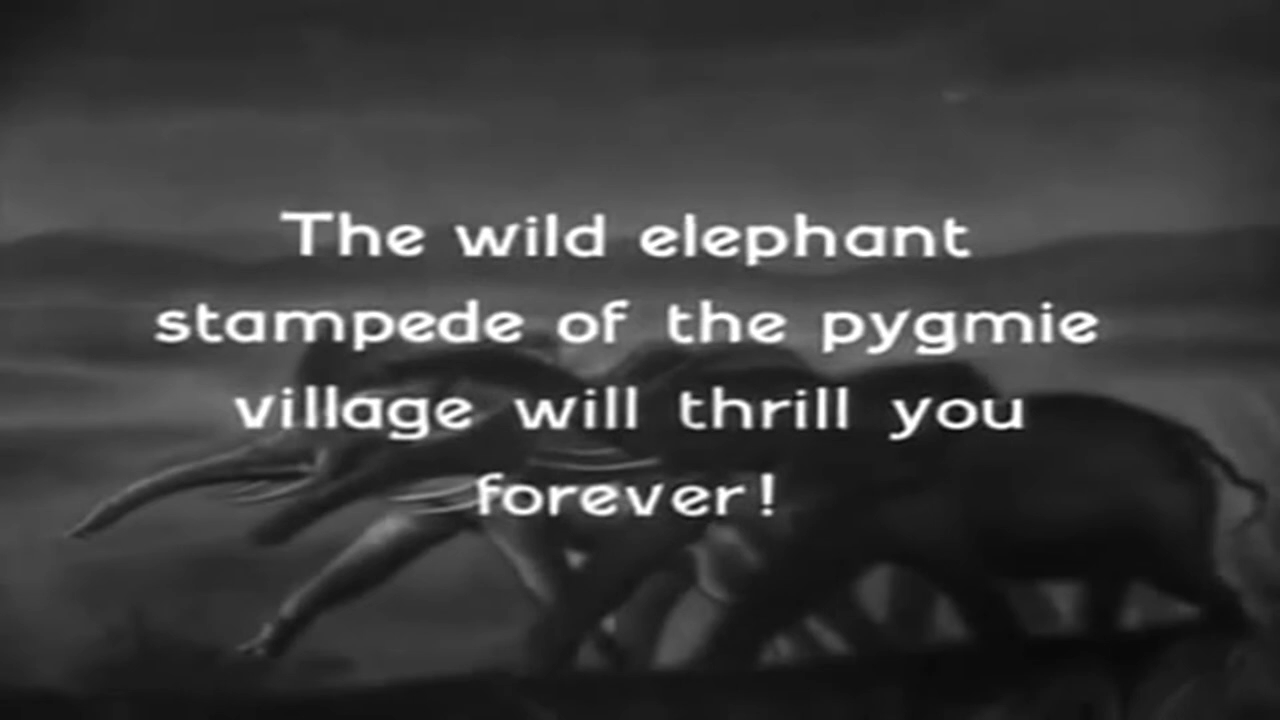 The wild elephant
stampede of the pygmie
village will thrill you
forever!